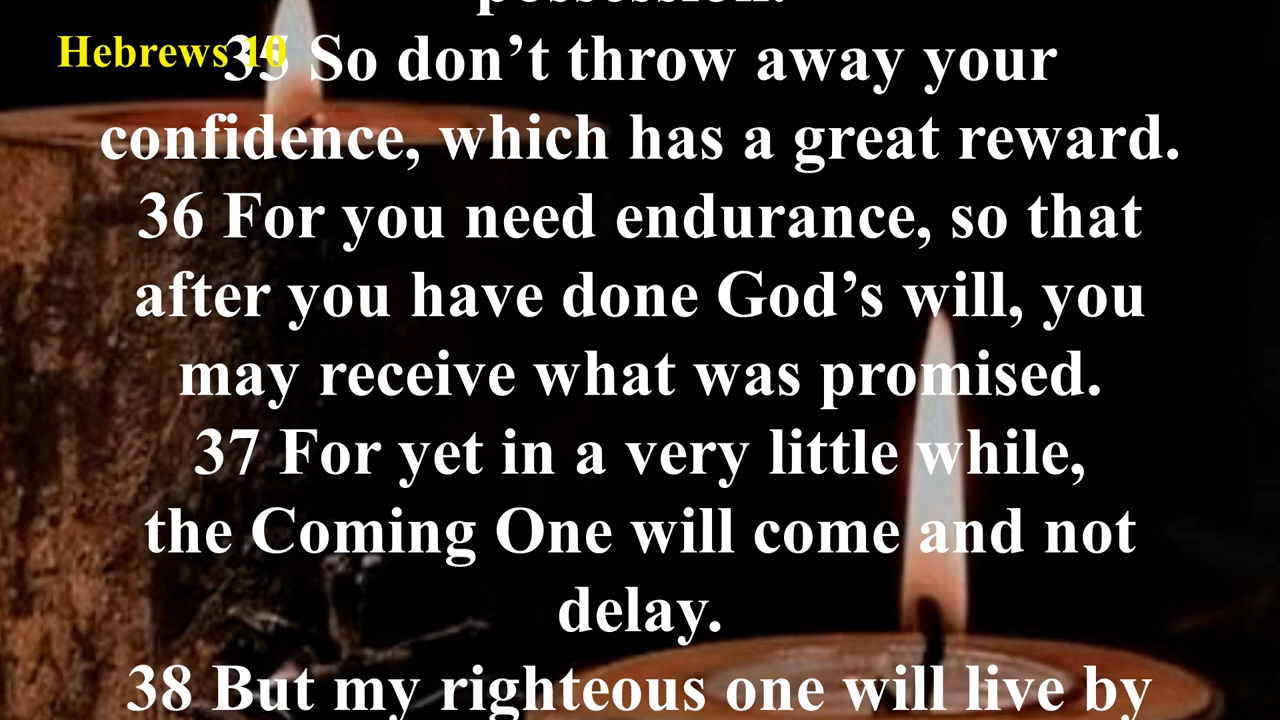 possession.
Hebrews 10
35 So don’t throw away your
confidence, which has a great reward.
36 For you need endurance, so that
after you have done God’s will, you
may receive what was promised.
37 For yet in a very little while,
the Coming One will come and not
delay.
38 But my righteous one will live by